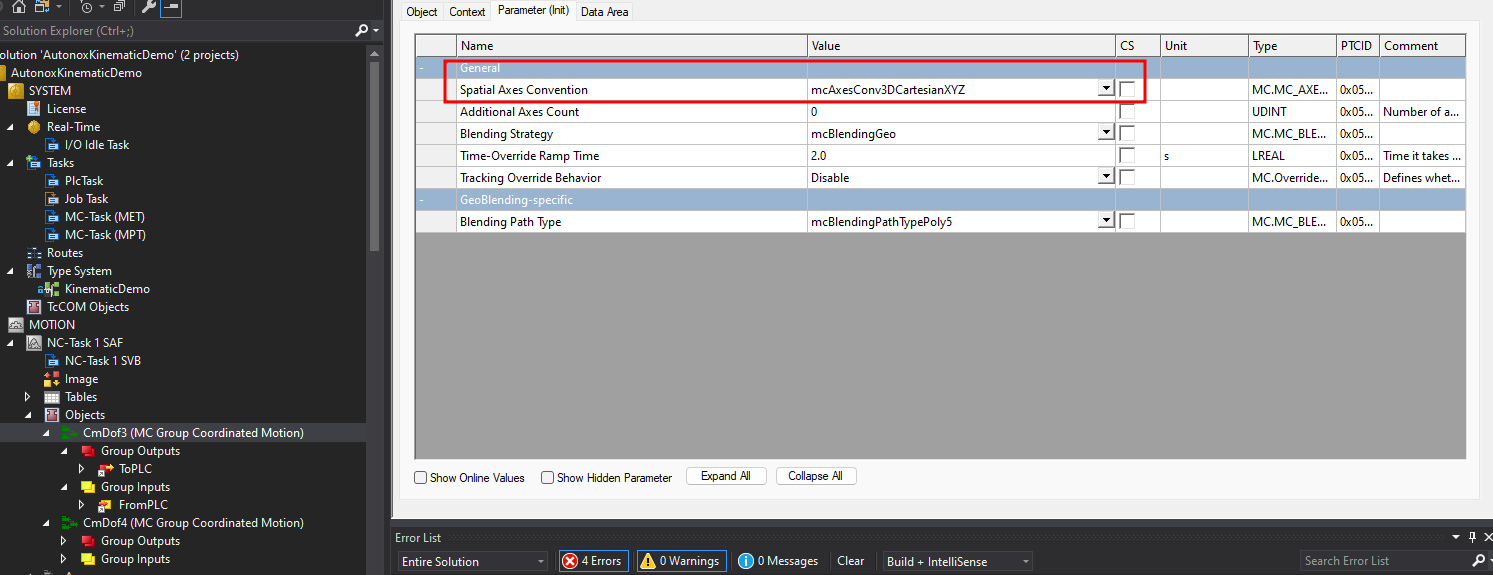 Solution Explorer (Ctrl+;)
olution 'AutonoxKinematicDemo' (2 projects)
AutonoxKinematicDemo
SYSTEM
License
Real-Time
I/O Idle Task
Tasks
PlcTask
Job Task
MC-Task (MET)
MC-Task (MPT)
Routes
Type System
KinematicDemo
TcCOM Objects
MOTION
NC-Task 1 SAF
NC-Task 1 SVB
Image
Tables
Objects
CmDof3 (MC Group Coordinated Motion)
Group Outputs
ToPLC
Group Inputs
FromPLC
CmDof4 (MC Group Coordinated Motion)
Group Outputs
Group Inputs
Object Context Parameter (Init) Data Area
Name Value CS Unit Type PTCID Comment
- General
Spatial Axes Convention mcAxesConv3DCartesianXYZ MC.MC_AXE... 0x05...
Additional Axes Count 0 UDINT 0x05... Number of a...
Blending Strategy mcBlendingGeo MC.MC_BLE... 0x05...
Time-Override Ramp Time 2.0 s LREAL 0x05... Time it takes ...
Tracking Override Behavior Disable MC.Override... 0x05... Defines whet...
- GeoBlending-specific
Blending Path Type mcBlendingPathTypePoly5 MC.MC_BLE... 0x05...
Show Online Values Show Hidden Parameter Expand All Collapse All
Error List
Entire Solution 4 Errors 0 Warnings 0 Messages Clear Build + IntelliSense Search Error List